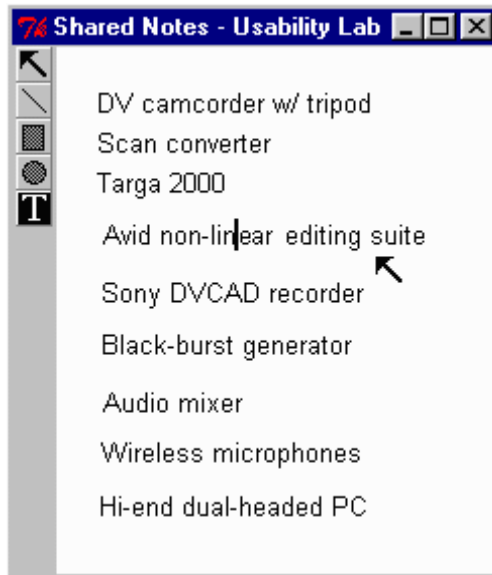 7% Shared Notes - Usability Lab
T
DV camcorder w/ tripod
Scan converter
Targa 2000
Avid non-linear editing suite
Sony DVCAD recorder
Black-burst generator
Audio mixer
Wireless microphones
Hi-end dual-headed PC